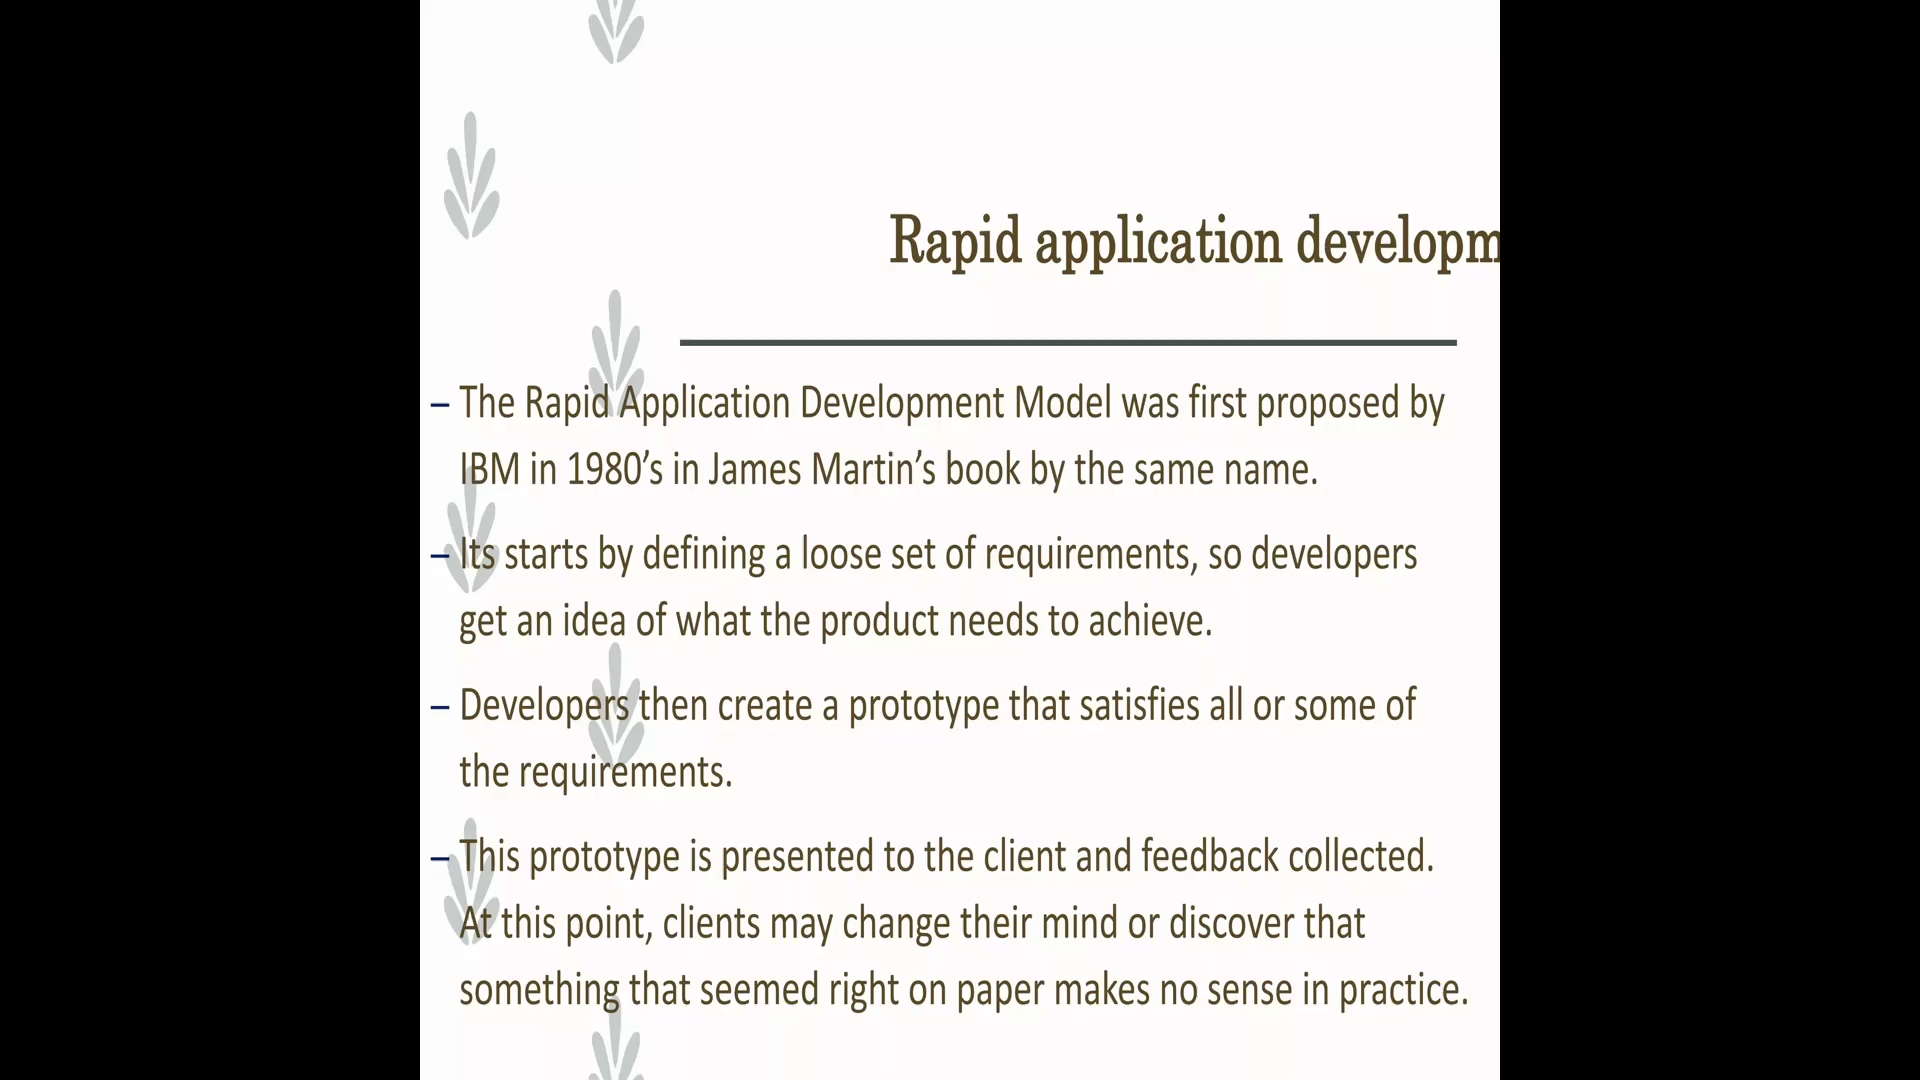 Rapid application developm
– The Rapid Application Development Model was first proposed by
IBM in 1980’s in James Martin’s book by the same name.
– Its starts by defining a loose set of requirements, so developers
get an idea of what the product needs to achieve.
– Developers then create a prototype that satisfies all or some of
the requirements.
– This prototype is presented to the client and feedback collected.
At this point, clients may change their mind or discover that
something that seemed right on paper makes no sense in practice.